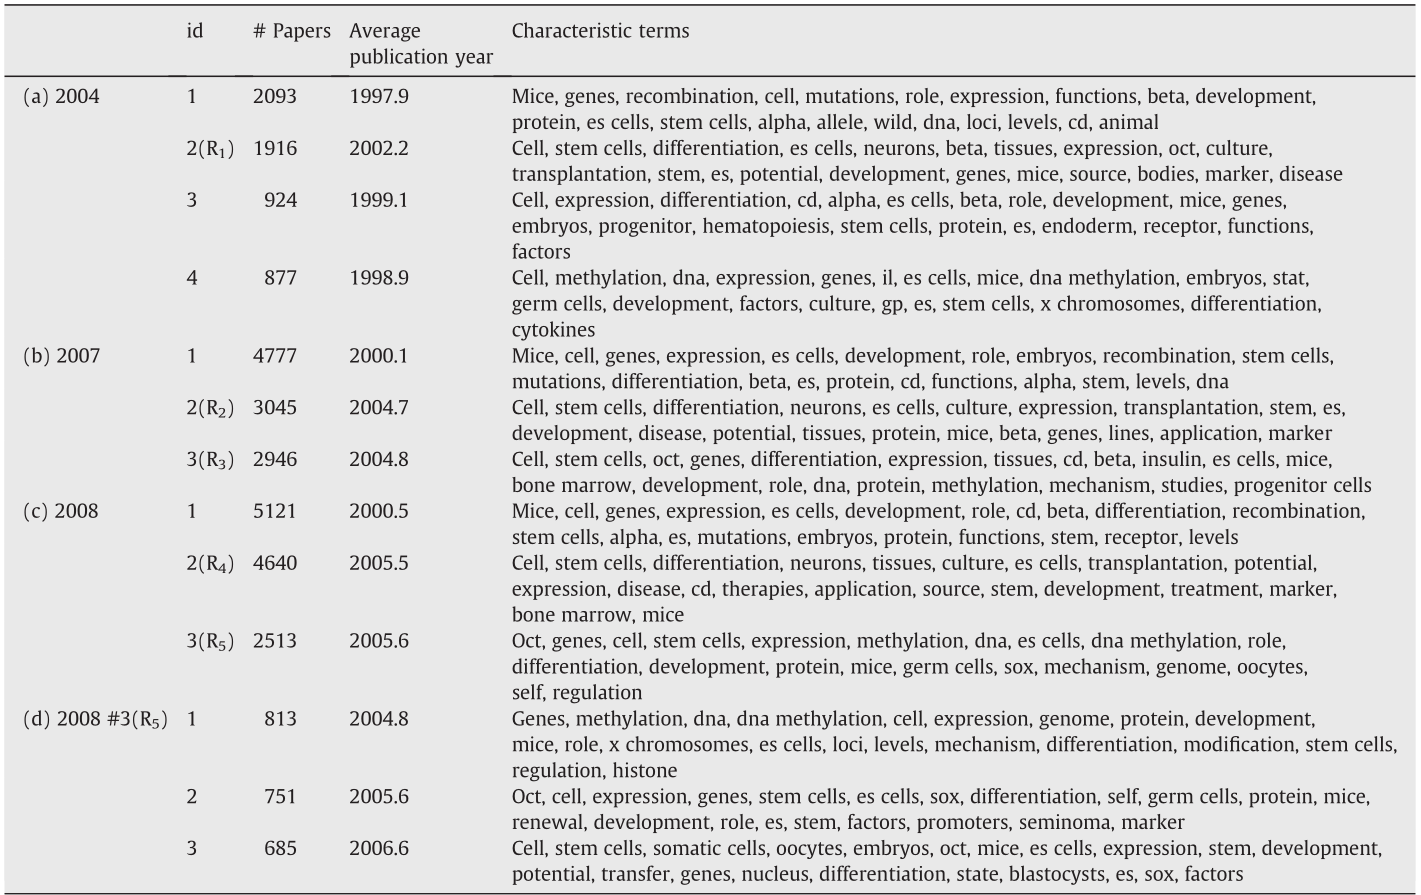 id # Papers Average Characteristic terms
publication year
(a) 2004 1 2093 1997.9 Mice, genes, recombination, cell, mutations, role, expression, functions, beta, development,
protein, es cells, stem cells, alpha, allele, wild, dna, loci, levels, cd, animal
2(R1) 1916 2002.2 Cell, stem cells, differentiation, es cells, neurons, beta, tissues, expression, oct, culture,
transplantation, stem, es, potential, development, genes, mice, source, bodies, marker, disease
3 924 1999.1 Cell, expression, differentiation, cd, alpha, es cells, beta, role, development, mice, genes,
embryos, progenitor, hematopoiesis, stem cells, protein, es, endoderm, receptor, functions,
factors
4 877 1998.9 Cell, methylation, dna, expression, genes, il, es cells, mice, dna methylation, embryos, stat,
germ cells, development, factors, culture, gp, es, stem cells, x chromosomes, differentiation,
cytokines
(b) 2007 1 4777 2000.1 Mice, cell, genes, expression, es cells, development, role, embryos, recombination, stem cells,
mutations, differentiation, beta, es, protein, cd, functions, alpha, stem, levels, dna
2(R2) 3045 2004.7 Cell, stem cells, differentiation, neurons, es cells, culture, expression, transplantation, stem, es,
development, disease, potential, tissues, protein, mice, beta, genes, lines, application, marker
3(R3) 2946 2004.8 Cell, stem cells, oct, genes, differentiation, expression, tissues, cd, beta, insulin, es cells, mice,
bone marrow, development, role, dna, protein, methylation, mechanism, studies, progenitor cells
(c) 2008 1 5121 2000.5 Mice, cell, genes, expression, es cells, development, role, cd, beta, differentiation, recombination,
stem cells, alpha, es, mutations, embryos, protein, functions, stem, receptor, levels
2(R4) 4640 2005.5 Cell, stem cells, differentiation, neurons, tissues, culture, es cells, transplantation, potential,
expression, disease, cd, therapies, application, source, stem, development, treatment, marker,
bone marrow, mice
3(R5) 2513 2005.6 Oct, genes, cell, stem cells, expression, methylation, dna, es cells, dna methylation, role,
differentiation, development, protein, mice, germ cells, sox, mechanism, genome, oocytes,
self, regulation
(d) 2008 #3(R5) 1 813 2004.8 Genes, methylation, dna, dna methylation, cell, expression, genome, protein, development,
mice, role, x chromosomes, es cells, loci, levels, mechanism, differentiation, modification, stem cells,
regulation, histone
2 751 2005.6 Oct, cell, expression, genes, stem cells, es cells, sox, differentiation, self, germ cells, protein, mice,
renewal, development, role, es, stem, factors, promoters, seminoma, marker
3 685 2006.6 Cell, stem cells, somatic cells, oocytes, embryos, oct, mice, es cells, expression, stem, development,
potential, transfer, genes, nucleus, differentiation, state, blastocysts, es, sox, factors